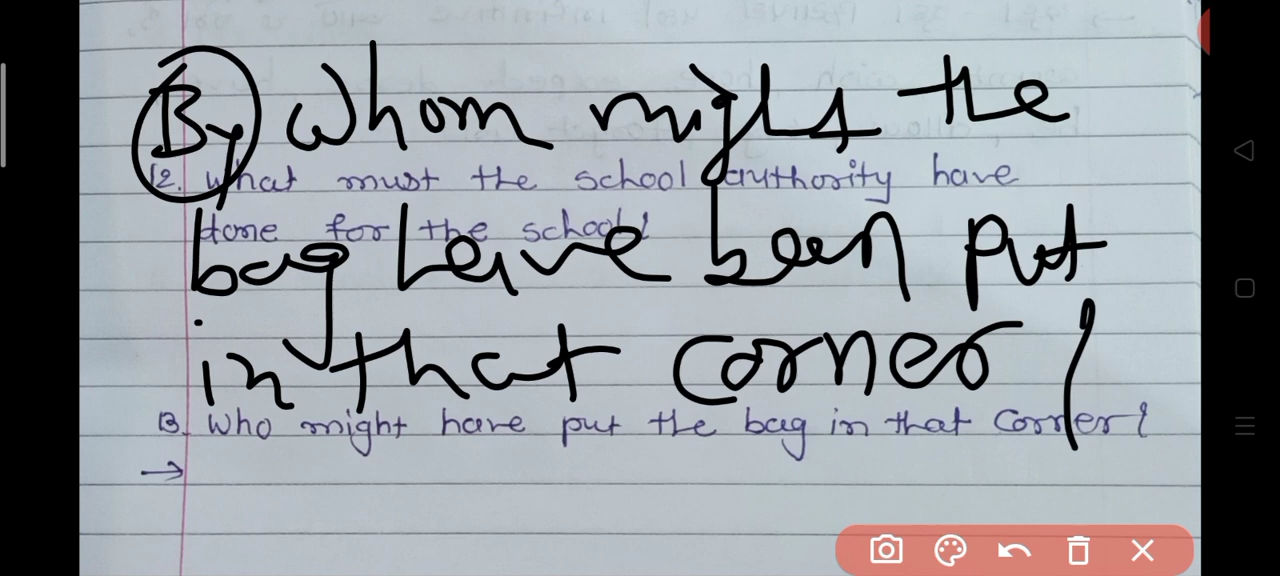 By whom might the
12. What must the school authority have
done for the school?
bag have been put
in that corner?
13. Who might have put the bag in that corner?
→